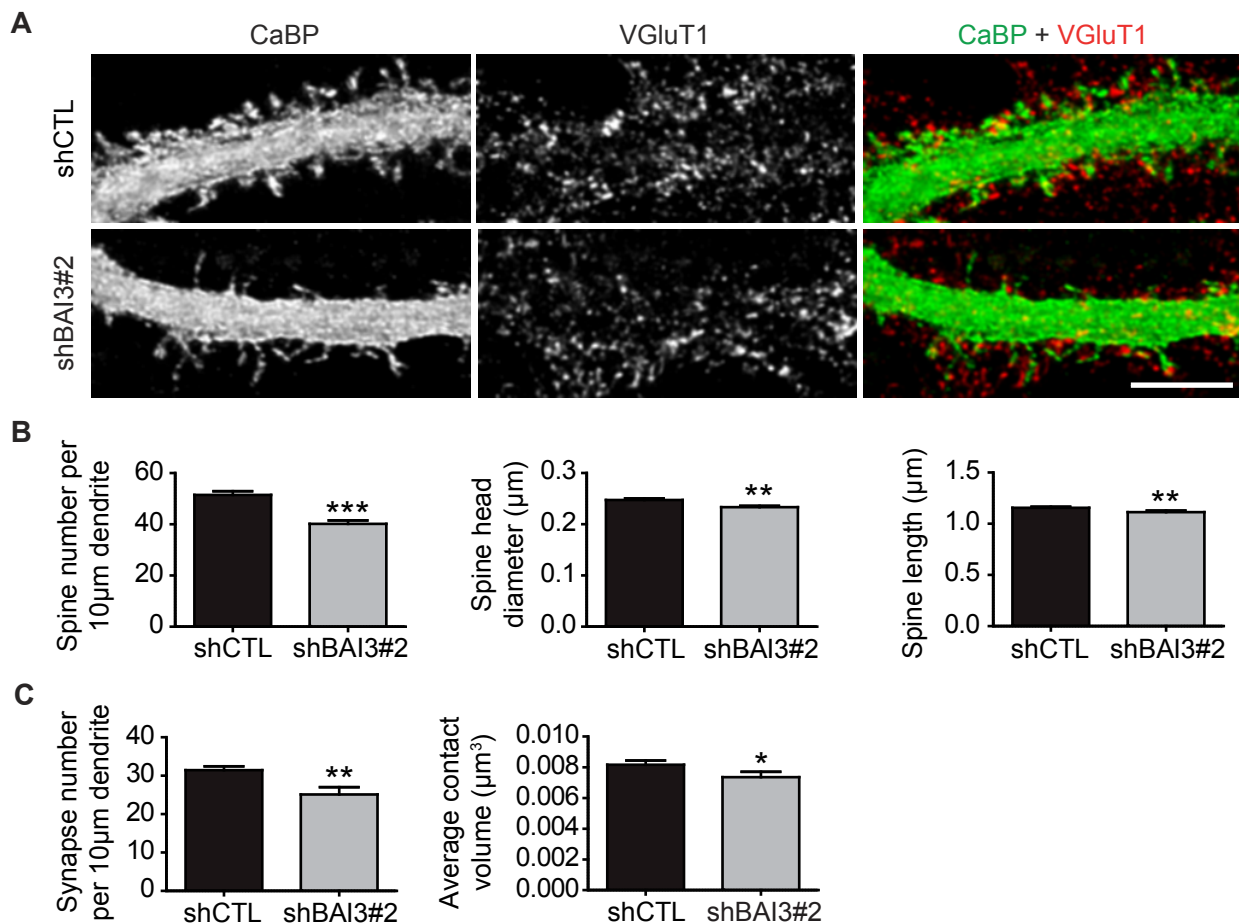 A
CaBP
VGluT1
CaBP + VGluT1
shCTL
shBAI3#2
B
Spine number per
10µm dendrite
60
40
20
0
shCTL
***
shBAI3#2
Spine head
diameter (µm)
0.3
0.2
0.1
0.0
shCTL
**
shBAI3#2
Spine length (µm)
1.5
1.0
0.5
0.0
shCTL
**
shBAI3#2
C
Synapse number
per 10µm dendrite
40
30
20
10
0
shCTL
**
shBAI3#2
Average contact
volume (µm³)
0.010
0.008
0.006
0.004
0.002
0.000
shCTL
*
shBAI3#2